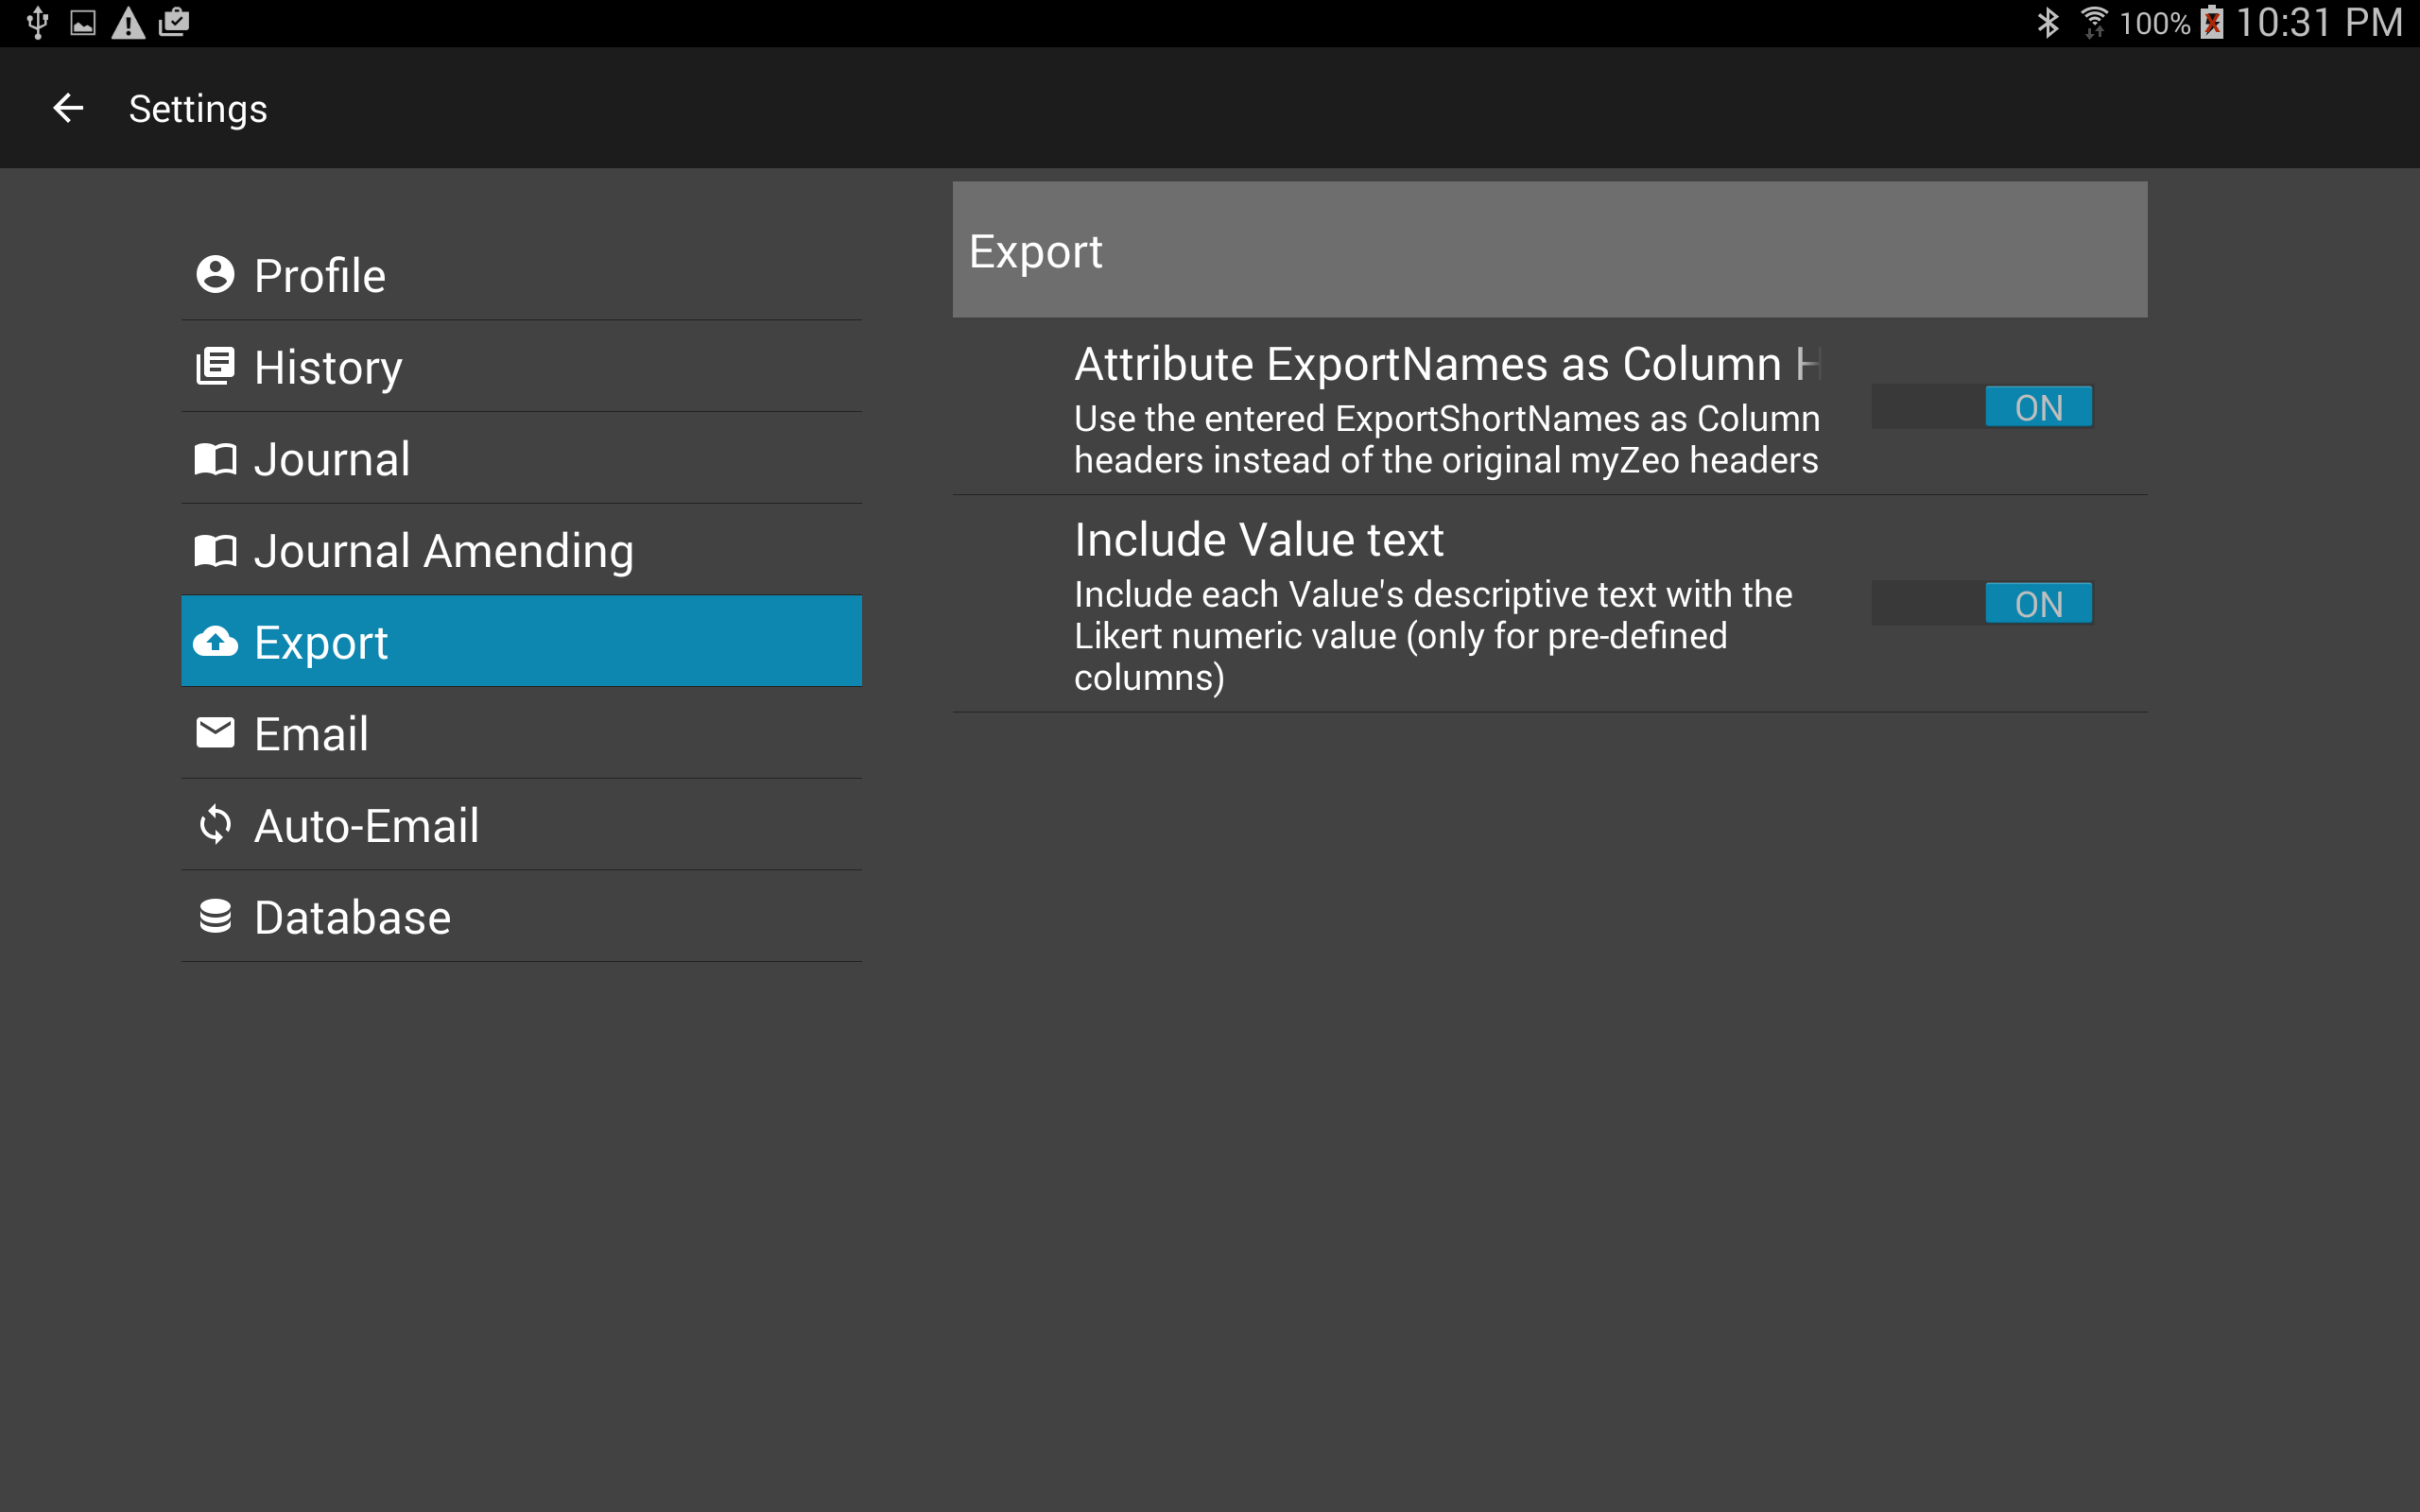 100% 10:31 PM
Settings
Profile
History
Journal
Journal Amending
Export
Email
Auto-Email
Database
Export
Attribute ExportNames as Column H
Use the entered ExportShortNames as Column
headers instead of the original myZeo headers
ON
Include Value text
Include each Value's descriptive text with the
Likert numeric value (only for pre-defined
columns)
ON